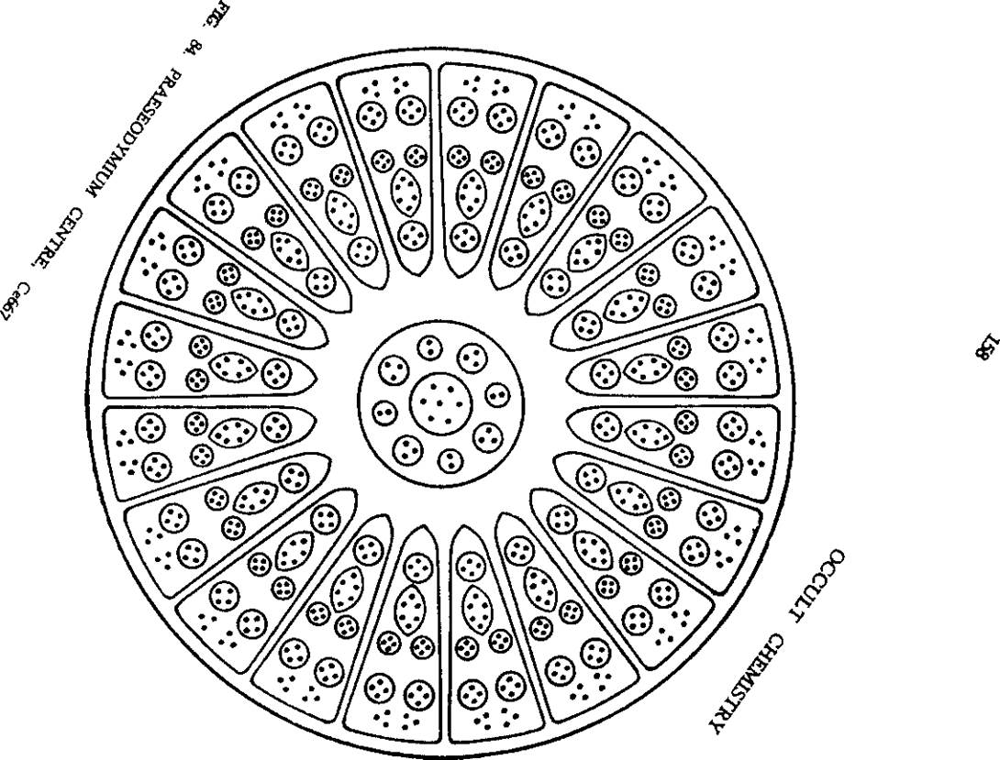 158
OCCULT CHEMISTRY
FIG. 84. PRAESEODYMIUM CENTRE, Ce667